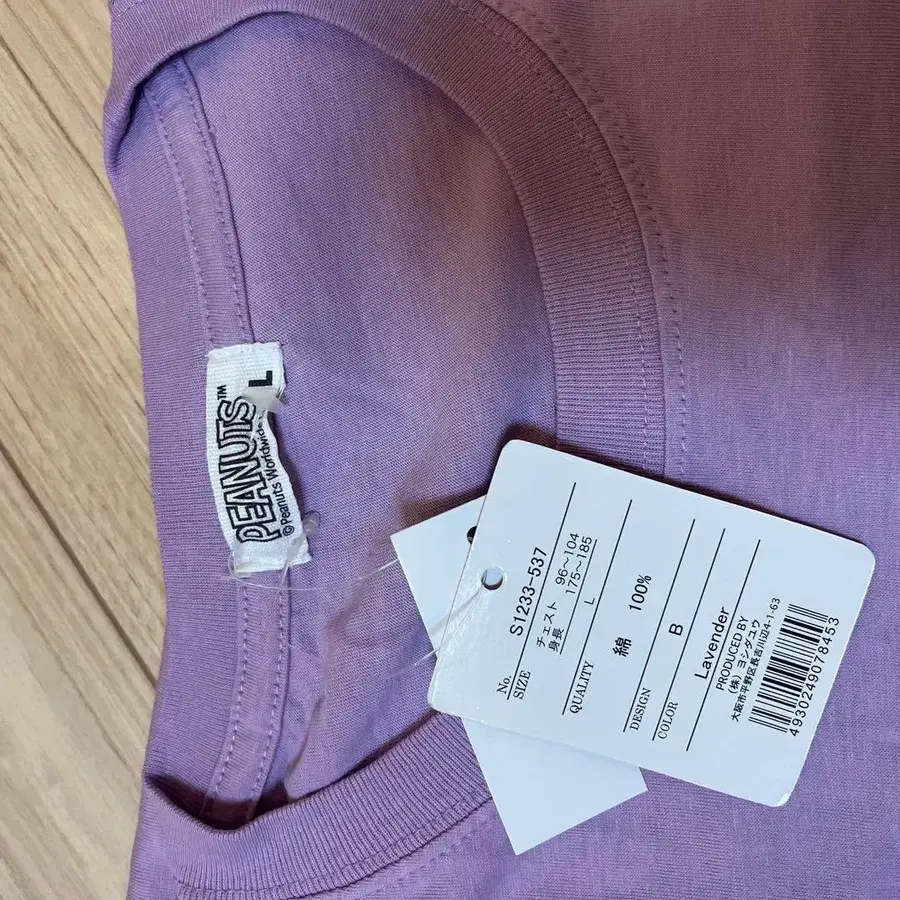 PEANUTS™
L
© Peanuts Worldwide
No. S1233-537
SIZE チェスト 96〜104
身長 175〜185
L
QUALITY
綿 100%
DESIGN B
COLOR Lavender
PRODUCED BY
(株) ヨシダユウ
大阪市平野区長吉川辺4-1-63
4930249078453